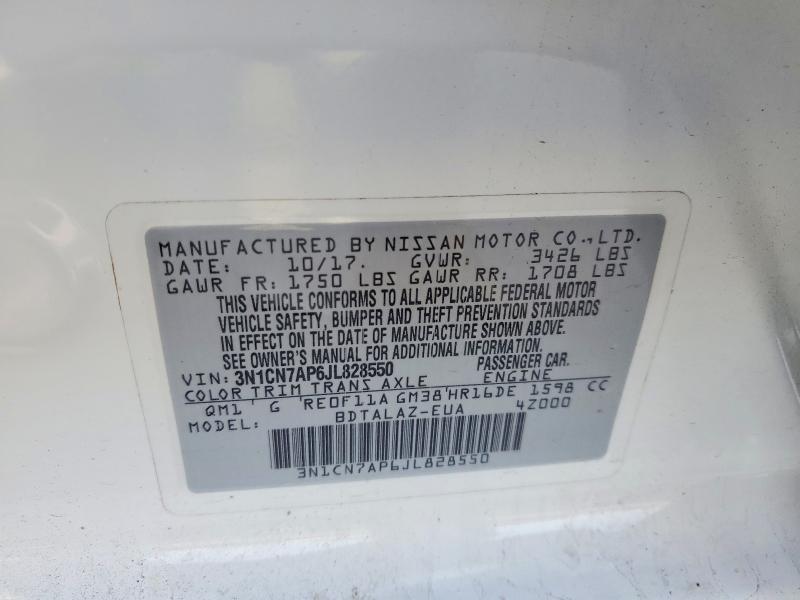 MANUFACTURED BY NISSAN MOTOR CO., LTD.
DATE: 10/17. GVWR: 3426 LBS
GAWR FR: 1750 LBS GAWR RR: 1708 LBS
THIS VEHICLE CONFORMS TO ALL APPLICABLE FEDERAL MOTOR
VEHICLE SAFETY, BUMPER AND THEFT PREVENTION STANDARDS
IN EFFECT ON THE DATE OF MANUFACTURE SHOWN ABOVE.
SEE OWNER'S MANUAL FOR ADDITIONAL INFORMATION.
VIN: 3N1CN7AP6JL828550 PASSENGER CAR.
COLOR TRIM TRANS AXLE ENGINE
QM1 G RE0F11A GM38 HR16DE 1598 CC
MODEL: BDTALAZ-EUA 4Z000
3N1CN7AP6JL828550